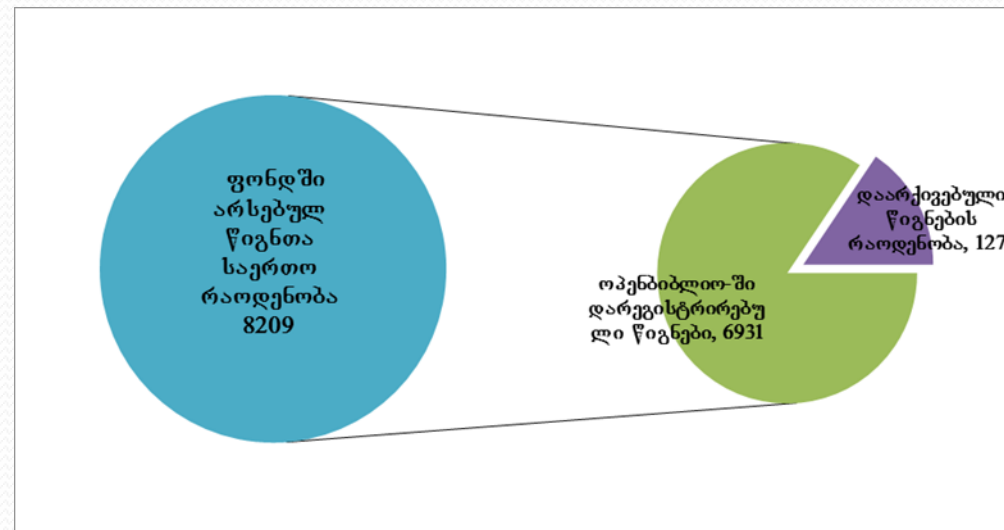 ფონდში
არსებულ
წიგნთა
საერთო
რაოდენობა
8209
ოპენბიბლიო-ში
დარეგისტრირებუ
ლი წიგნები, 6931
დაარქივებული
წიგნების
რაოდენობა, 127